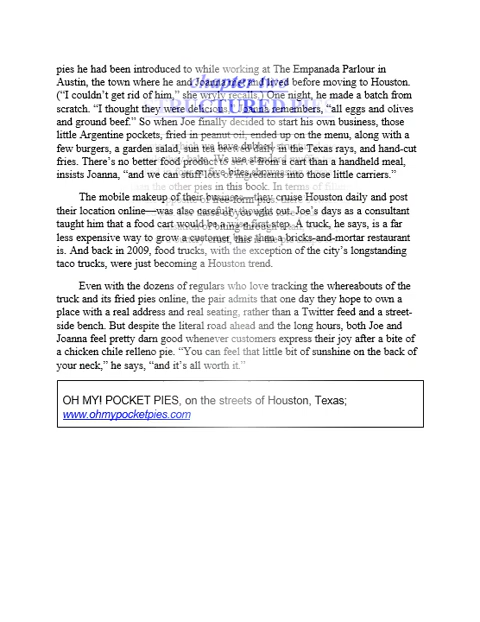 pies he had been introduced to while working at The Empanada Parlour in
Austin, the town where he and Joanna met and lived before moving to Houston.
(“I couldn’t get rid of him,” she wryly recalls.) One night, he made a batch from
scratch. “I thought they were delicious,” Joanna remembers, “all eggs and olives
and ground beef.” So when Joe finally decided to start his own business, those
little Argentine pockets, fried in peanut oil, ended up on the menu, along with a
few burgers, a garden salad, sun tea brewed daily in the Texas rays, and hand-cut
fries. There’s no better food product to serve from a cart than a handheld meal,
insists Joanna, “and we can stuff lots of ingredients into those little carriers.”
the other pies in this book. In terms of
The mobile makeup of their business—they cruise Houston daily and post
their location online—was also carefully thought out. Joe’s days as a consultant
taught him that a food cart would be a wise first step. A truck, he says, is a far
less expensive way to grow a customer base than a bricks-and-mortar restaurant
is. And back in 2009, food trucks, with the exception of the city’s longstanding
taco trucks, were just becoming a Houston trend.
Even with the dozens of regulars who love tracking the whereabouts of the
truck and its fried pies online, the pair admits that one day they hope to own a
place with a real address and real seating, rather than a Twitter feed and a street-
side bench. But despite the literal road ahead and the long hours, both Joe and
Joanna feel pretty darn good whenever customers express their joy after a bite of
a chicken chile relleno pie. “You can feel that little bit of sunshine on the back of
your neck,” he says, “and it’s all worth it.”
OH MY! POCKET PIES, on the streets of Houston, Texas;
www.ohmypocketpies.com